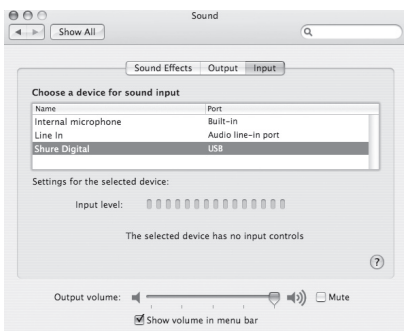 Sound
Show All
Sound Effects Output Input
Choose a device for sound input
Name Port
Internal microphone Built-in
Line In Audio line-in port
Shure Digital USB
Settings for the selected device:
Input level:
The selected device has no input controls
?
Output volume: Mute
Show volume in menu bar